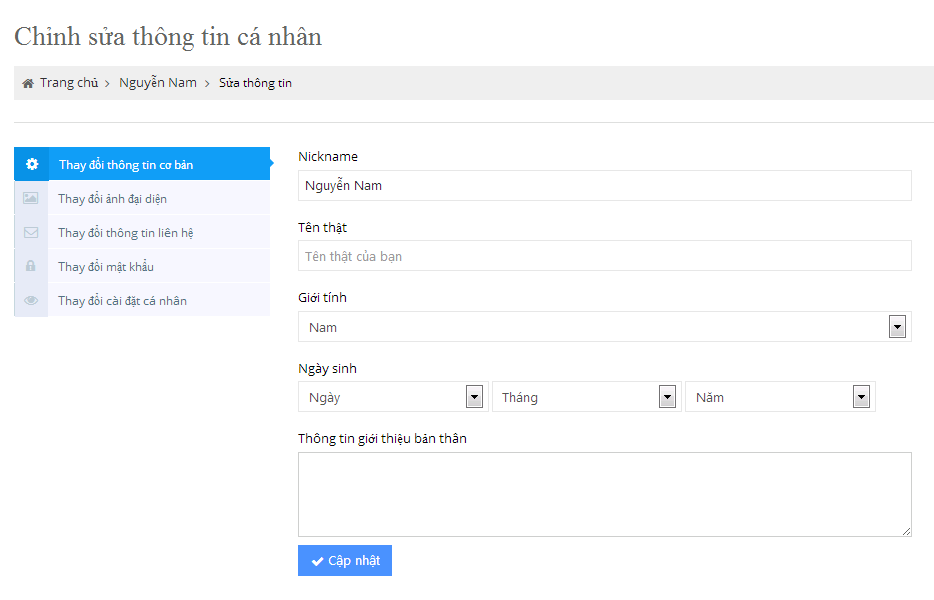 Chỉnh sửa thông tin cá nhân
Trang chủ > Nguyễn Nam > Sửa thông tin
Thay đổi thông tin cơ bản
Thay đổi ảnh đại diện
Thay đổi thông tin liên hệ
Thay đổi mật khẩu
Thay đổi cài đặt cá nhân
Nickname
Nguyễn Nam
Tên thật
Tên thật của bạn
Giới tính
Nam
Ngày sinh
Ngày Tháng Năm
Thông tin giới thiệu bản thân
Cập nhật